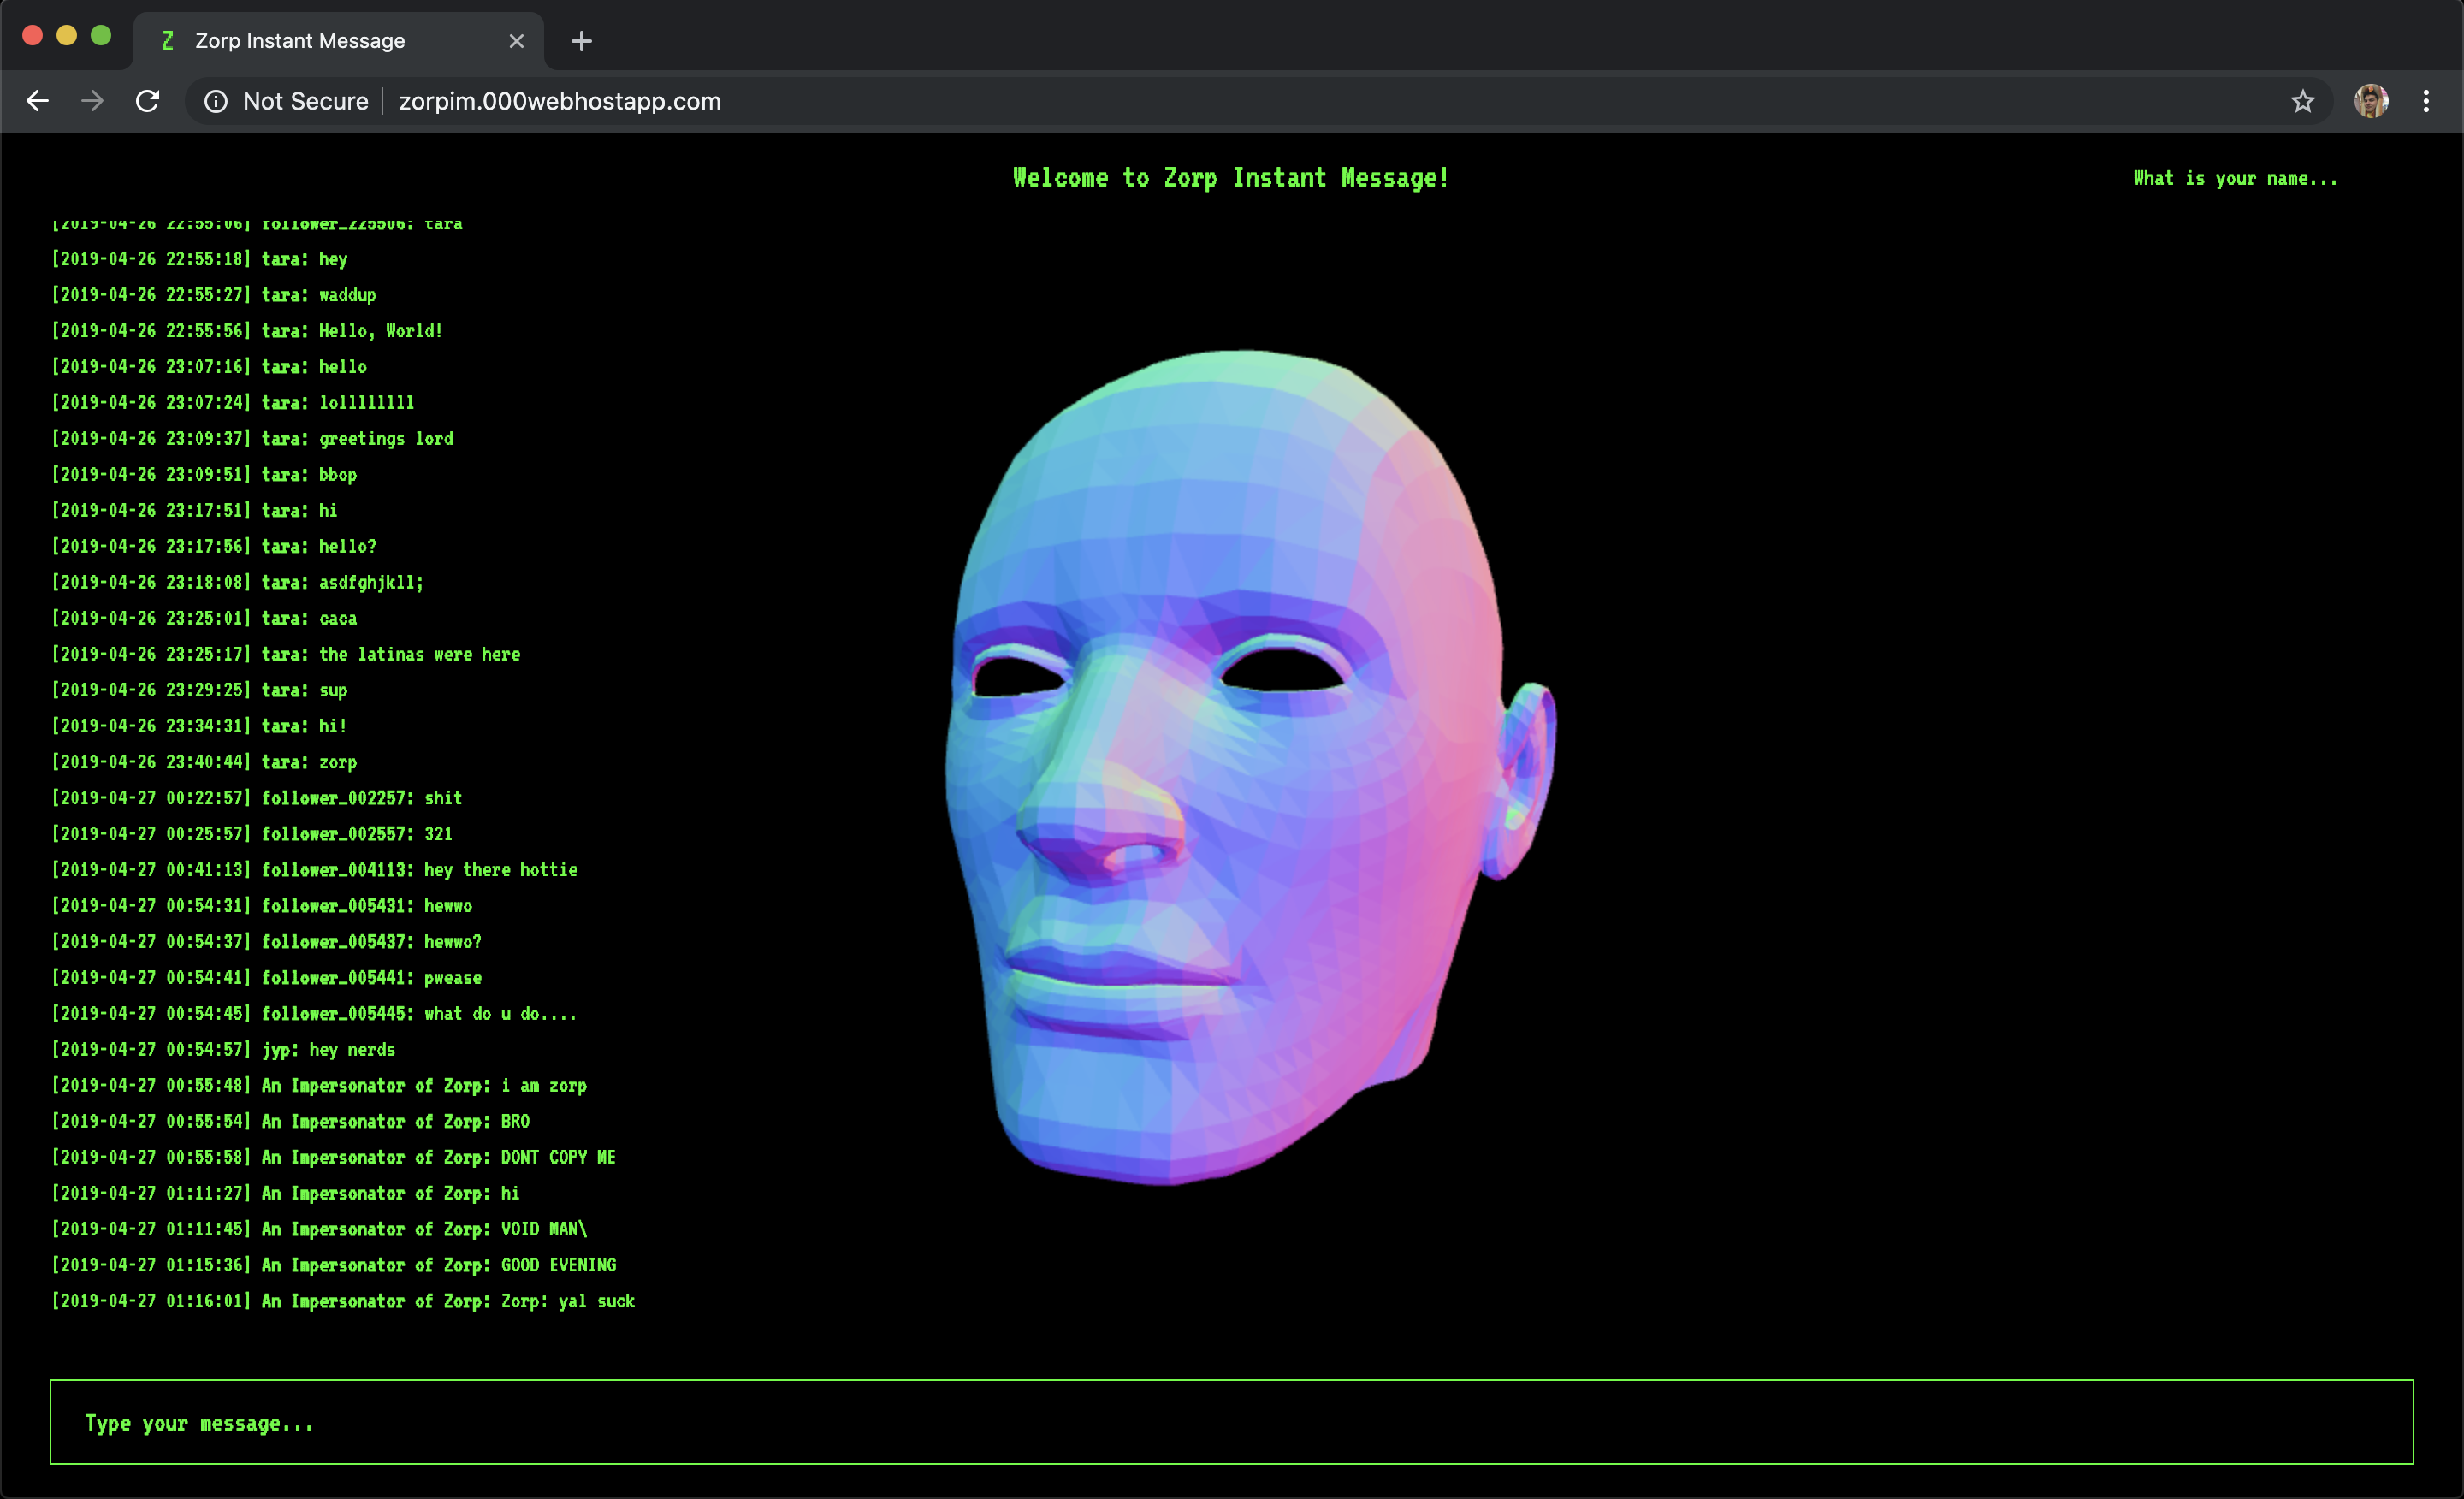 Z Zorp Instant Message
Not Secure zorpim.000webhostapp.com
Welcome to Zorp Instant Message!
What is your name...
[2019-04-26 22:55:06] follower_225506: tara
[2019-04-26 22:55:18] tara: hey
[2019-04-26 22:55:27] tara: waddup
[2019-04-26 22:55:56] tara: Hello, World!
[2019-04-26 23:07:16] tara: hello
[2019-04-26 23:07:24] tara: lollllllll
[2019-04-26 23:09:37] tara: greetings lord
[2019-04-26 23:09:51] tara: bbop
[2019-04-26 23:17:51] tara: hi
[2019-04-26 23:17:56] tara: hello?
[2019-04-26 23:18:08] tara: asdfghjkll;
[2019-04-26 23:25:01] tara: caca
[2019-04-26 23:25:17] tara: the latinas were here
[2019-04-26 23:29:25] tara: sup
[2019-04-26 23:34:31] tara: hi!
[2019-04-26 23:40:44] tara: zorp
[2019-04-27 00:22:57] follower_002257: shit
[2019-04-27 00:25:57] follower_002557: 321
[2019-04-27 00:41:13] follower_004113: hey there hottie
[2019-04-27 00:54:31] follower_005431: hewwo
[2019-04-27 00:54:37] follower_005437: hewwo?
[2019-04-27 00:54:41] follower_005441: pwease
[2019-04-27 00:54:45] follower_005445: what do u do....
[2019-04-27 00:54:57] jyp: hey nerds
[2019-04-27 00:55:48] An Impersonator of Zorp: i am zorp
[2019-04-27 00:55:54] An Impersonator of Zorp: BRO
[2019-04-27 00:55:58] An Impersonator of Zorp: DONT COPY ME
[2019-04-27 01:11:27] An Impersonator of Zorp: hi
[2019-04-27 01:11:45] An Impersonator of Zorp: VOID MAN\
[2019-04-27 01:15:36] An Impersonator of Zorp: GOOD EVENING
[2019-04-27 01:16:01] An Impersonator of Zorp: Zorp: yal suck
Type your message...